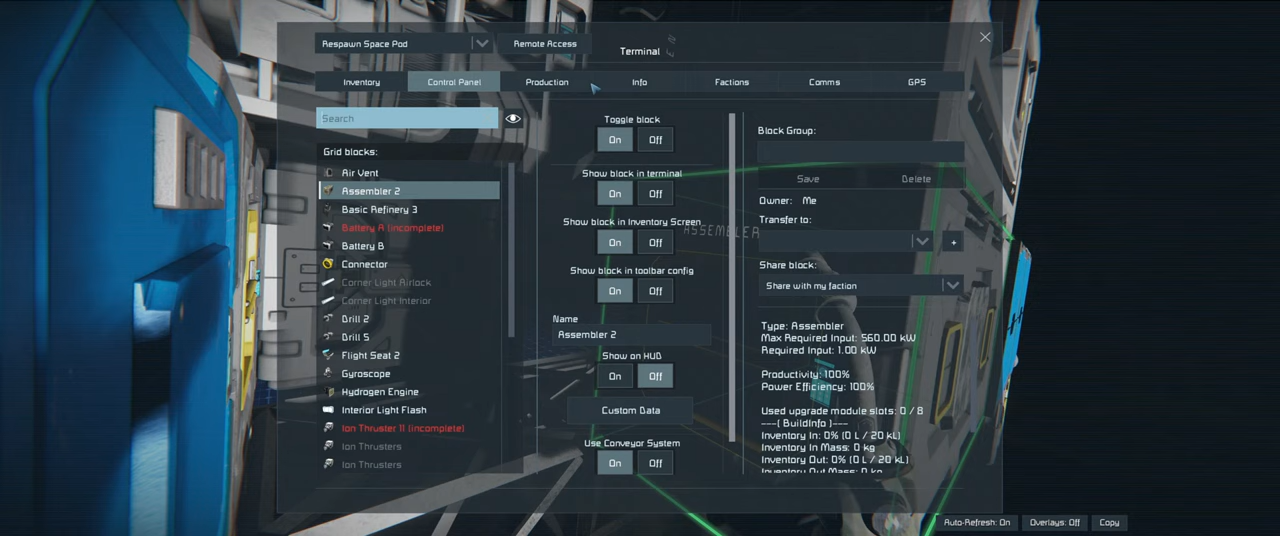 Respawn Space Pod
Remote Access
Terminal
Inventory
Control Panel
Production
Info
Factions
Comms
GPS
Search
Grid blocks:
Air Vent
Assembler 2
Basic Refinery 3
Battery A (incomplete)
Battery B
Connector
Corner Light Airlock
Corner Light Interior
Drill 2
Drill 5
Flight Seat 2
Gyroscope
Hydrogen Engine
Interior Light Flash
Ion Thruster 11 (incomplete)
Ion Thrusters
Ion Thrusters
Toggle block
On Off
Show block in terminal
On Off
Show block in Inventory Screen
On Off
Show block in toolbar config
On Off
Name
Assembler 2
Show on HUD
On Off
Custom Data
Use Conveyor System
On Off
ASSEMBLER
Block Group:
Save Delete
Owner: Me
Transfer to:
+
Share block:
Share with my faction
Type: Assembler
Max Required Input: 560.00 kW
Required Input: 1.00 kW
Productivity: 100%
Power Efficiency: 100%
Used upgrade module slots: 0 / 8
---( BuildInfo )---
Inventory In: 0% (0 L / 20 kL)
Inventory In Mass: 0 kg
Inventory Out: 0% (0 L / 20 kL)
Inventory Out Mass: 0 kg
Auto-Refresh: On
Overlays: Off
Copy